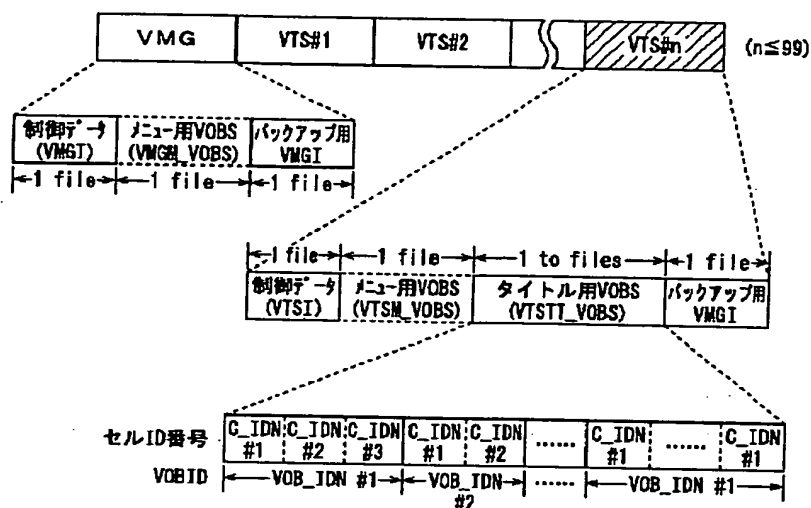 VMG VTS#1 VTS#2 VTS#n (n≦99)
制御データ メニュー用VOBS バックアップ用
(VMGI) (VMGM_VOBS) VMGI
1 file 1 file 1 file
1 file 1 file 1 to files 1 file
制御データ メニュー用VOBS タイトル用VOBS バックアップ用
(VTSI) (VTSM_VOBS) (VTSTT_VOBS) VMGI
セルID番号 C_IDN C_IDN C_IDN C_IDN C_IDN …… C_IDN …… C_IDN
#1 #2 #3 #1 #2 #1 #1
VOBID VOB_IDN #1 VOB_IDN …… VOB_IDN #1
#2